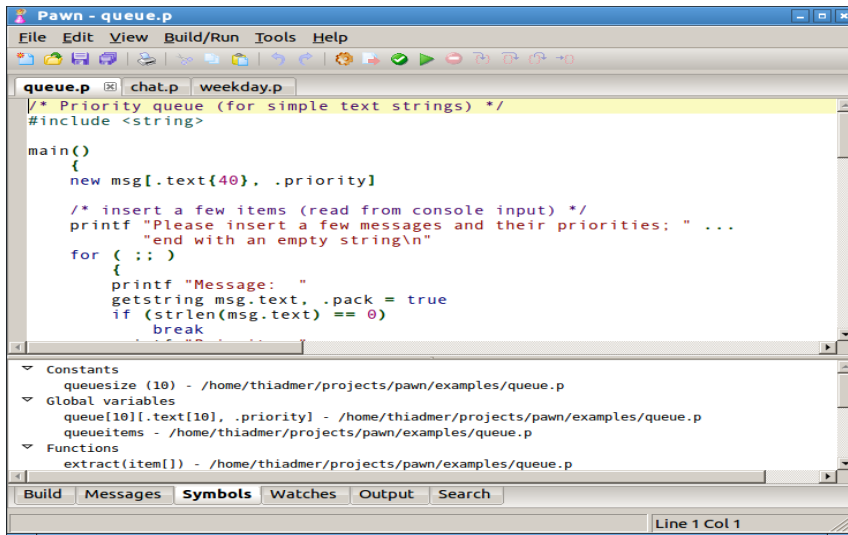 Pawn - queue.p
File Edit View Build/Run Tools Help
queue.p chat.p weekday.p
/* Priority queue (for simple text strings) */
#include <string>
main()
{
new msg[.text{40}, .priority]
/* insert a few items (read from console input) */
printf "Please insert a few messages and their priorities; " ...
"end with an empty string\n"
for ( ;; )
{
printf "Message:  "
getstring msg.text, .pack = true
if (strlen(msg.text) == 0)
break
Constants
queuesize (10) - /home/thiadmer/projects/pawn/examples/queue.p
Global variables
queue[10][.text[10], .priority] - /home/thiadmer/projects/pawn/examples/queue.p
queueitems - /home/thiadmer/projects/pawn/examples/queue.p
Functions
extract(item[]) - /home/thiadmer/projects/pawn/examples/queue.p
Build Messages Symbols Watches Output Search
Line 1 Col 1